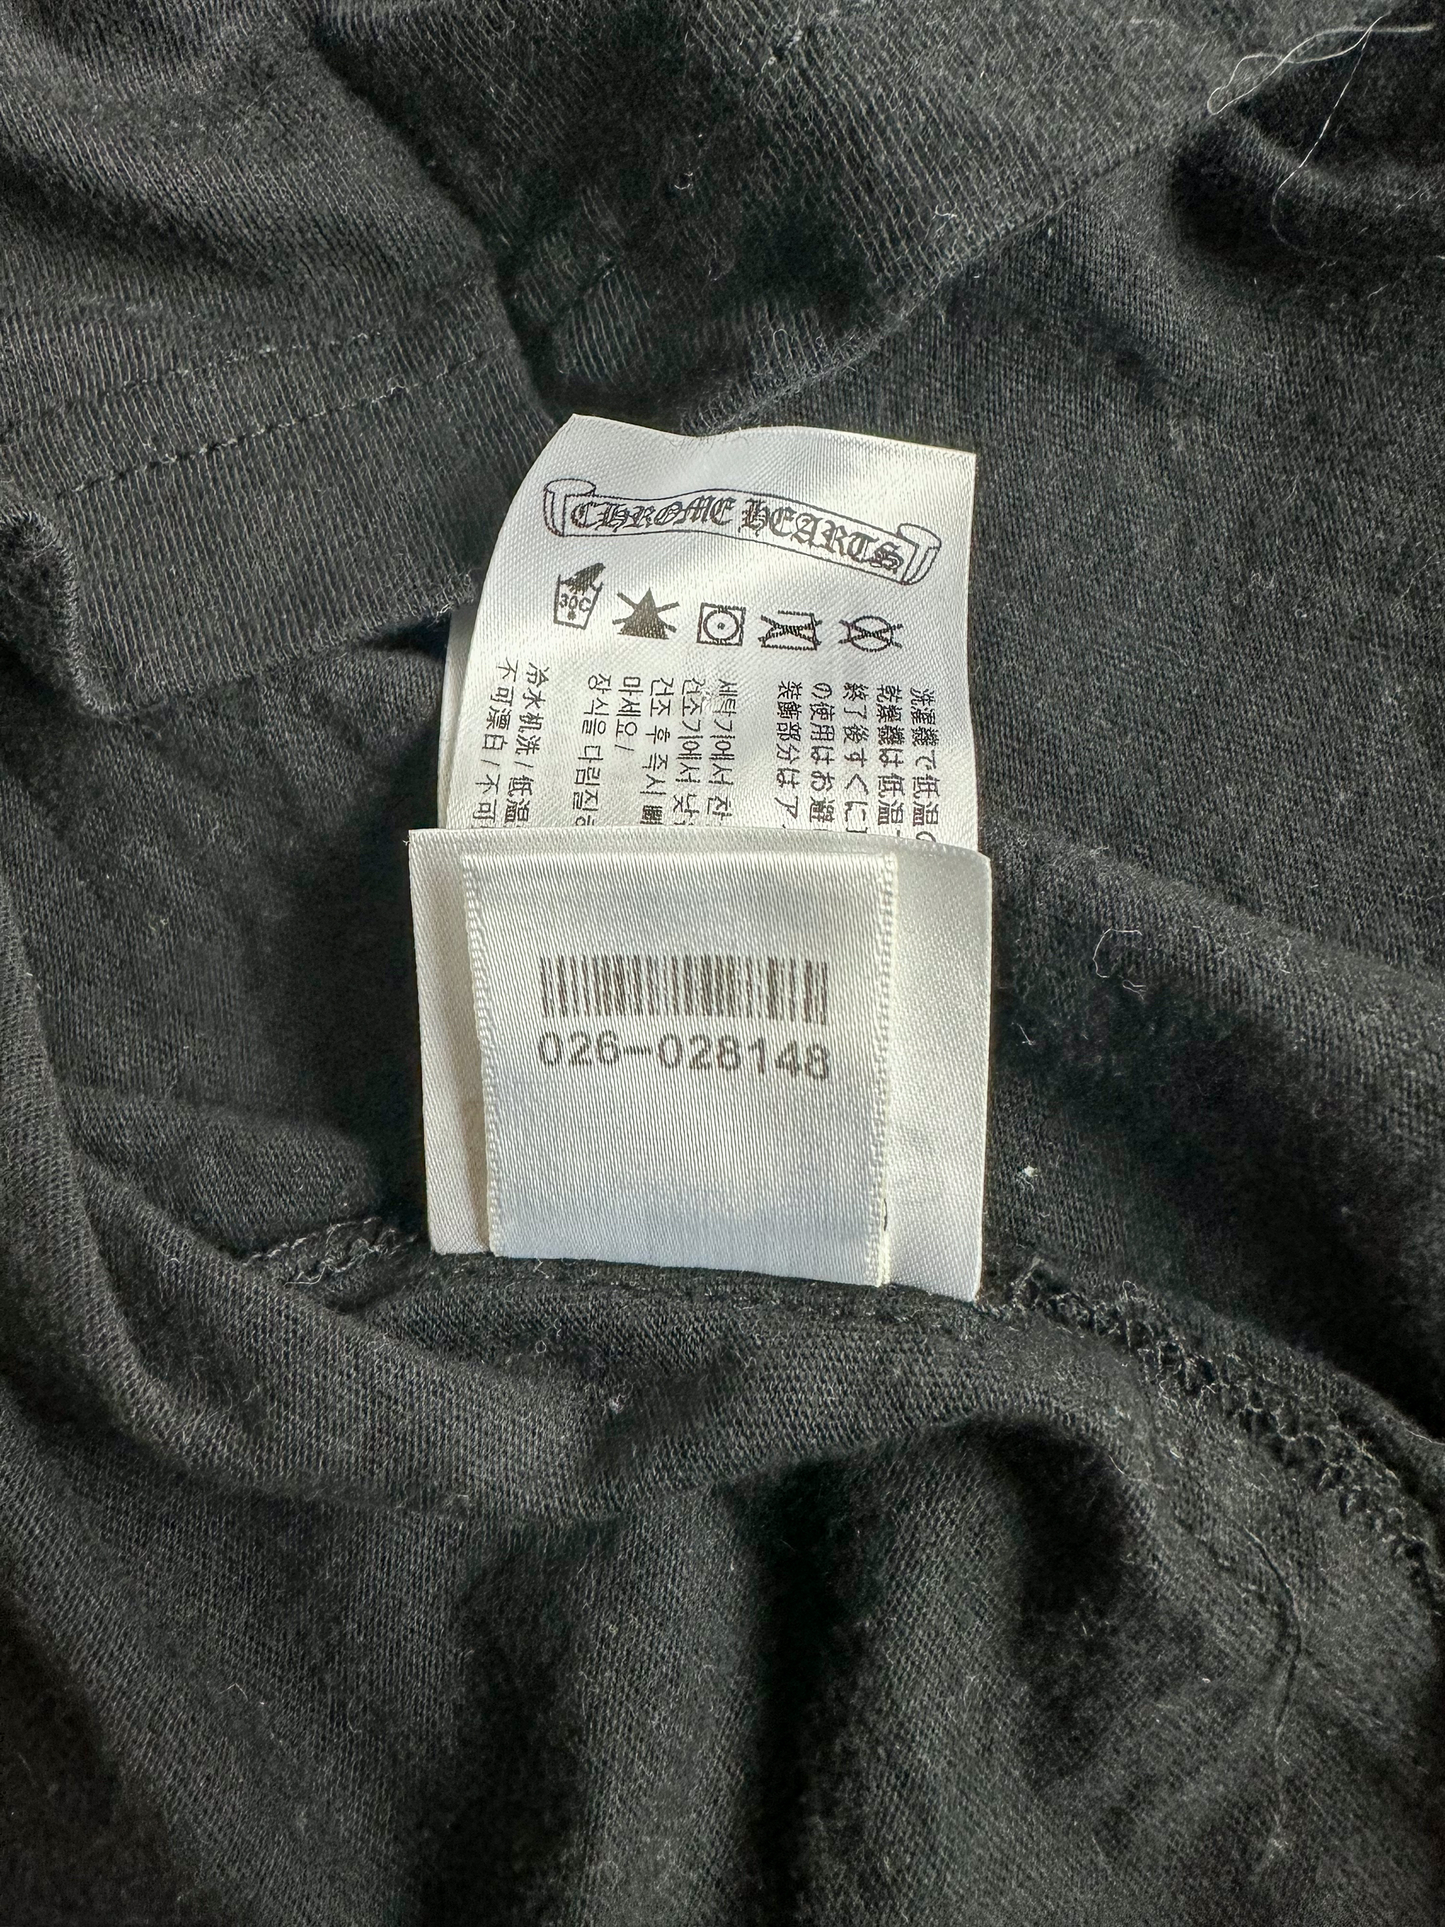 CHROME HEARTS
30C
洗濯機で低温
乾燥機は低温
終了後すぐに
の使用はお避
装飾部分はア
세탁기에서 찬
건조기에서 낮
건조 후 즉시
마세요/
장식을 다림질
冷水机洗/低温
不可漂白/不可
026-028148